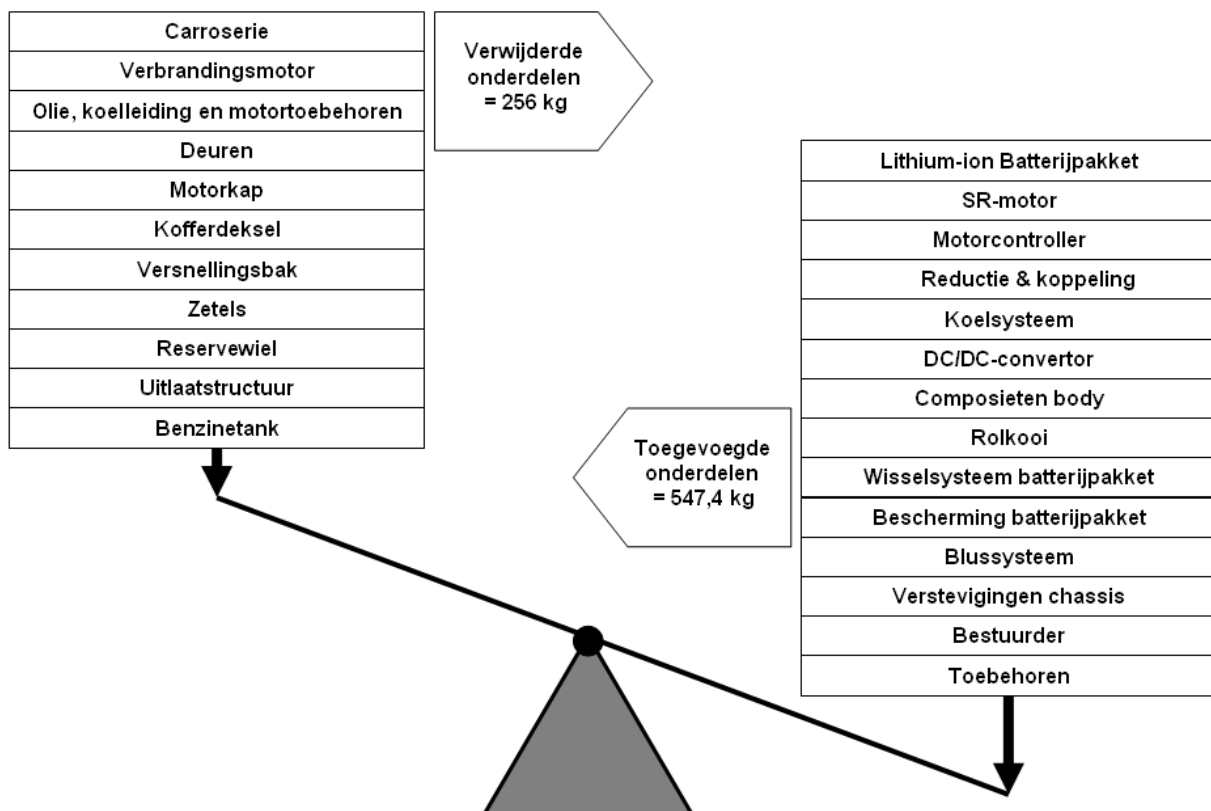 Carroserie
Verbrandingsmotor
Olie, koelleiding en motortoebehoren
Deuren
Motorkap
Kofferdeksel
Versnellingsbak
Zetels
Reservewiel
Uitlaatstructuur
Benzinetank
Verwijderde
onderdelen
= 256 kg
Toegevoegde
onderdelen
= 547,4 kg
Lithium-ion Batterijpakket
SR-motor
Motorcontroller
Reductie & koppeling
Koelsysteem
DC/DC-convertor
Composieten body
Rolkooi
Wisselsysteem batterijpakket
Bescherming batterijpakket
Blussysteem
Verstevigingen chassis
Bestuurder
Toebehoren